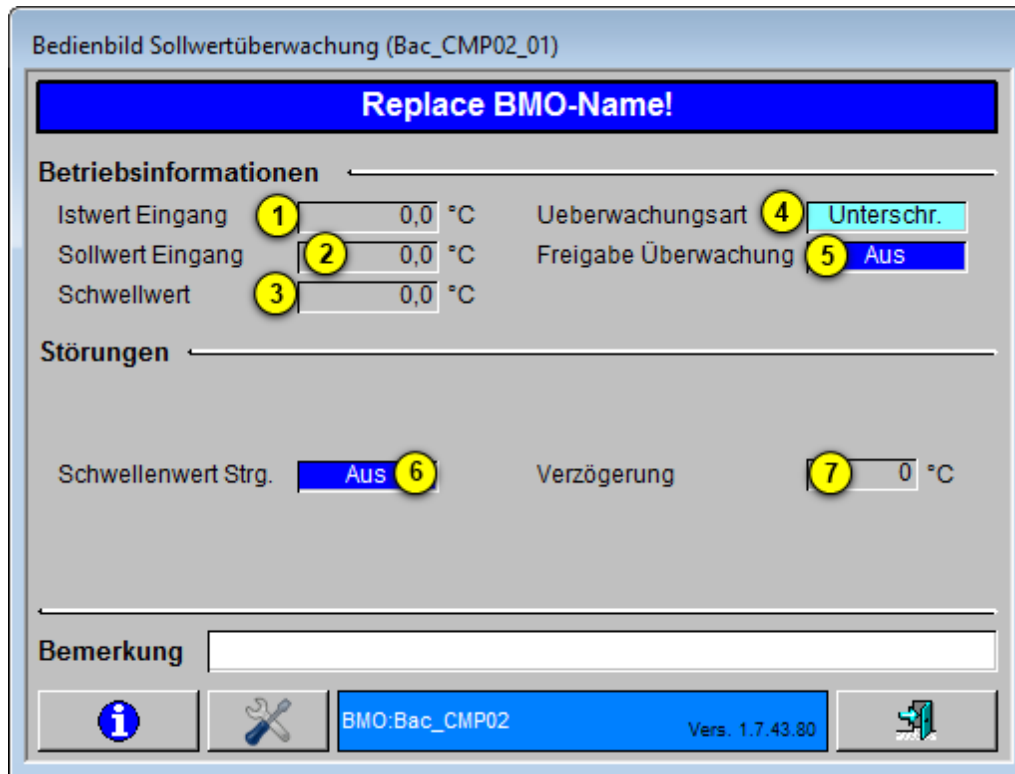 Bedienbild Sollwertüberwachung (Bac_CMP02_01)
Replace BMO-Name!
Betriebsinformationen
Istwert Eingang 1 0,0 °C Ueberwachungsart 4 Unterschr.
Sollwert Eingang 2 0,0 °C Freigabe Überwachung 5 Aus
Schwellwert 3 0,0 °C
Störungen
Schwellenwert Strg. Aus 6 Verzögerung 7 0 °C
Bemerkung
BMO:Bac_CMP02 Vers. 1.7.43.80